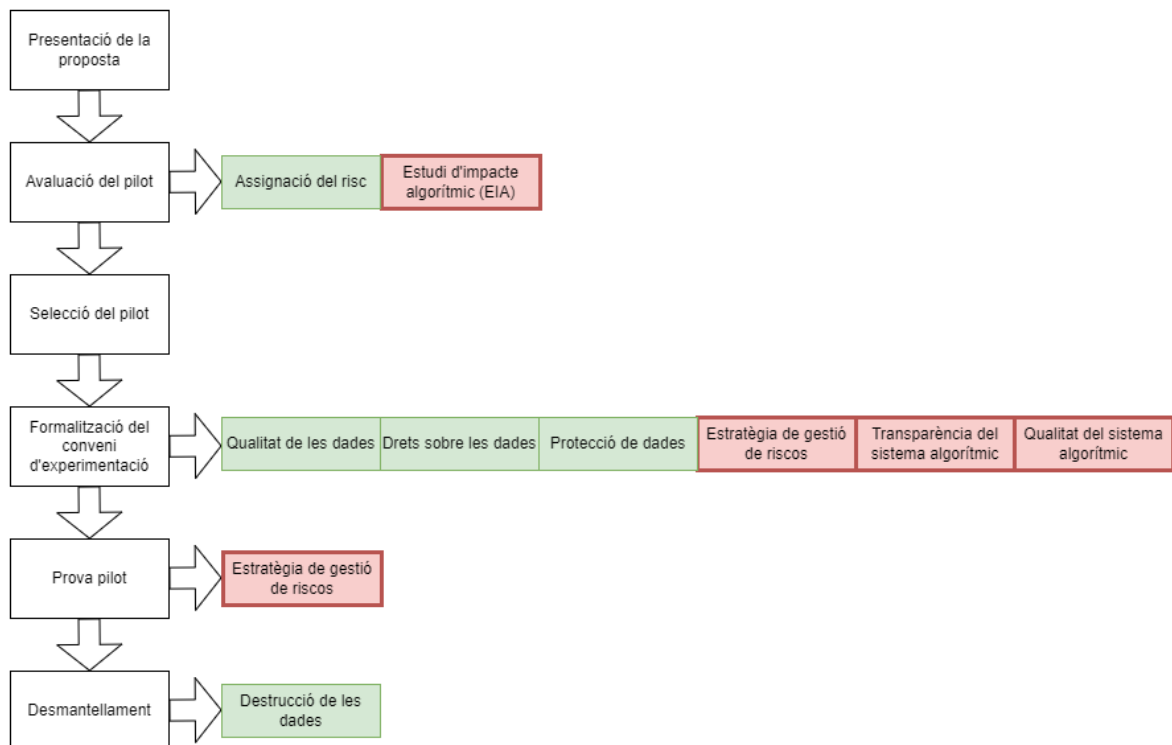 Presentació de la
proposta
Avaluació del pilot
Assignació del risc
Estudi d'impacte
algorítmic (EIA)
Selecció del pilot
Formalització del
conveni
d'experimentació
Qualitat de les dades
Drets sobre les dades
Protecció de dades
Estratègia de gestió
de riscos
Transparència del
sistema algorítmic
Qualitat del sistema
algorítmic
Prova pilot
Estratègia de gestió
de riscos
Desmantellament
Destrucció de les
dades